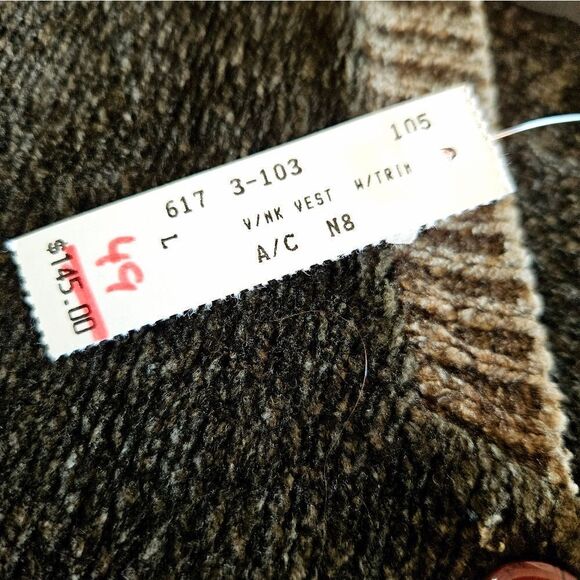 617 3-103 105
V/NK VEST W/TRIM
A/C N8
L
$145.00
49